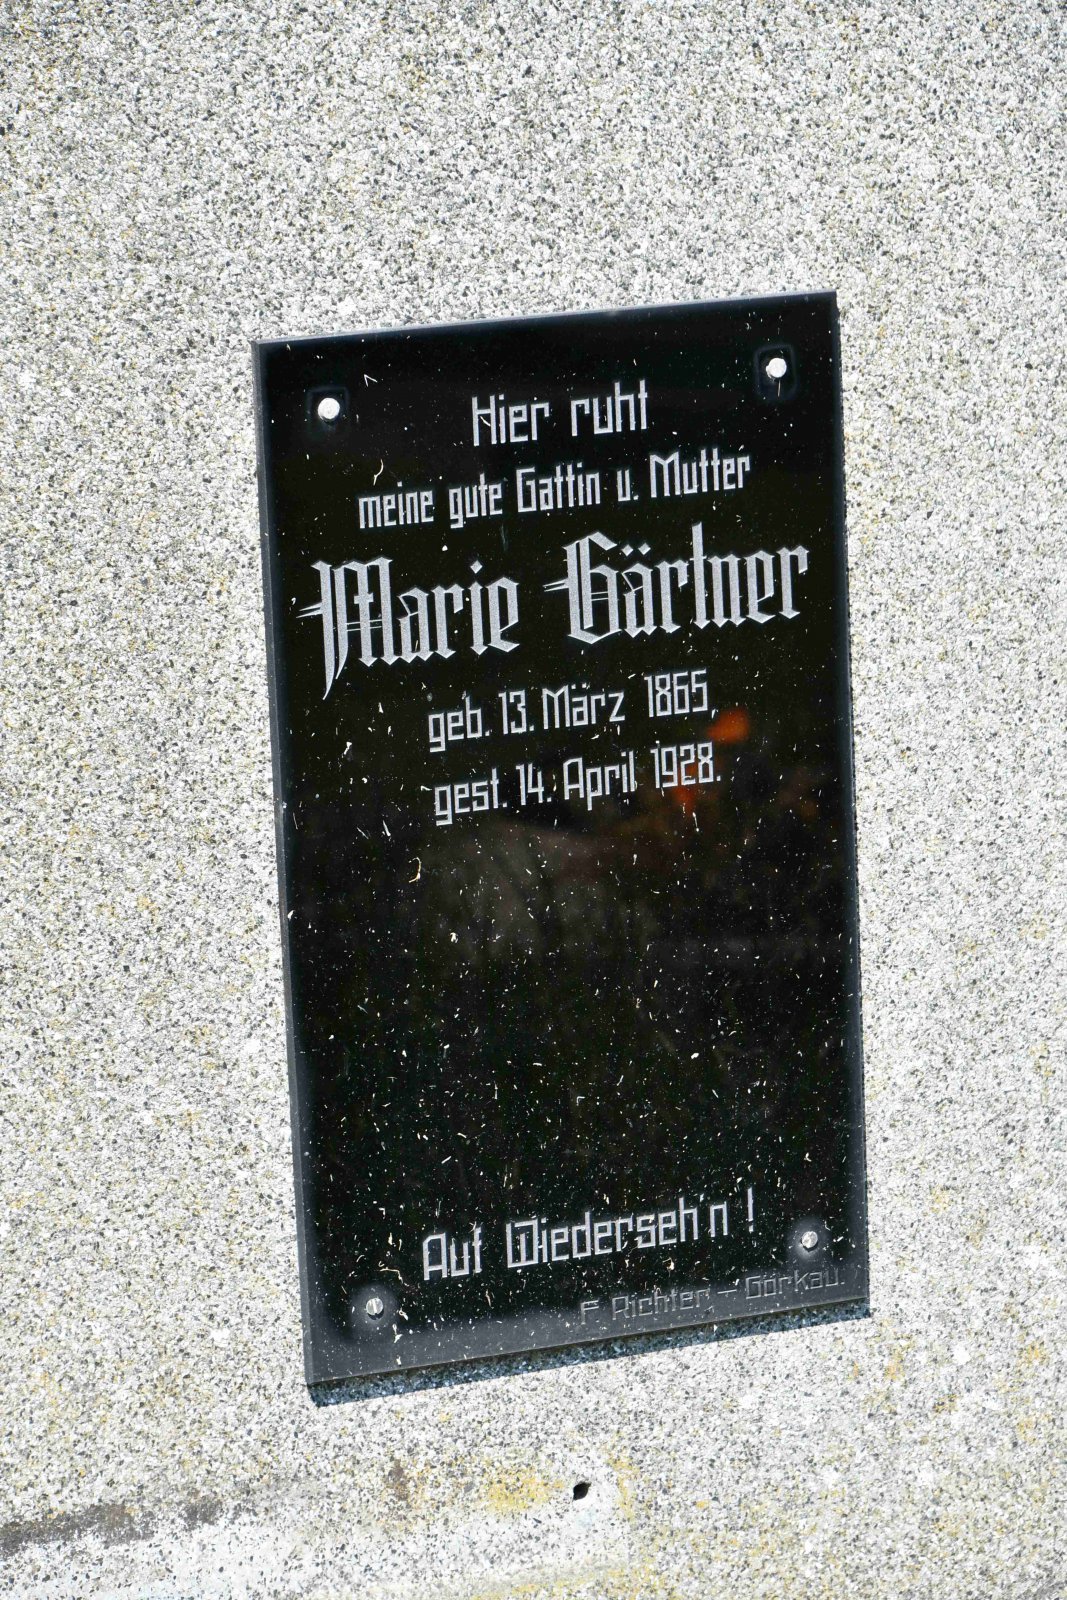 Hier ruht
meine gute Gattin u. Mutter
Marie Gärtner
geb. 13. März 1865,
gest. 14. April 1928.
Auf Wiederseh'n!
F. Richter - Görkau.